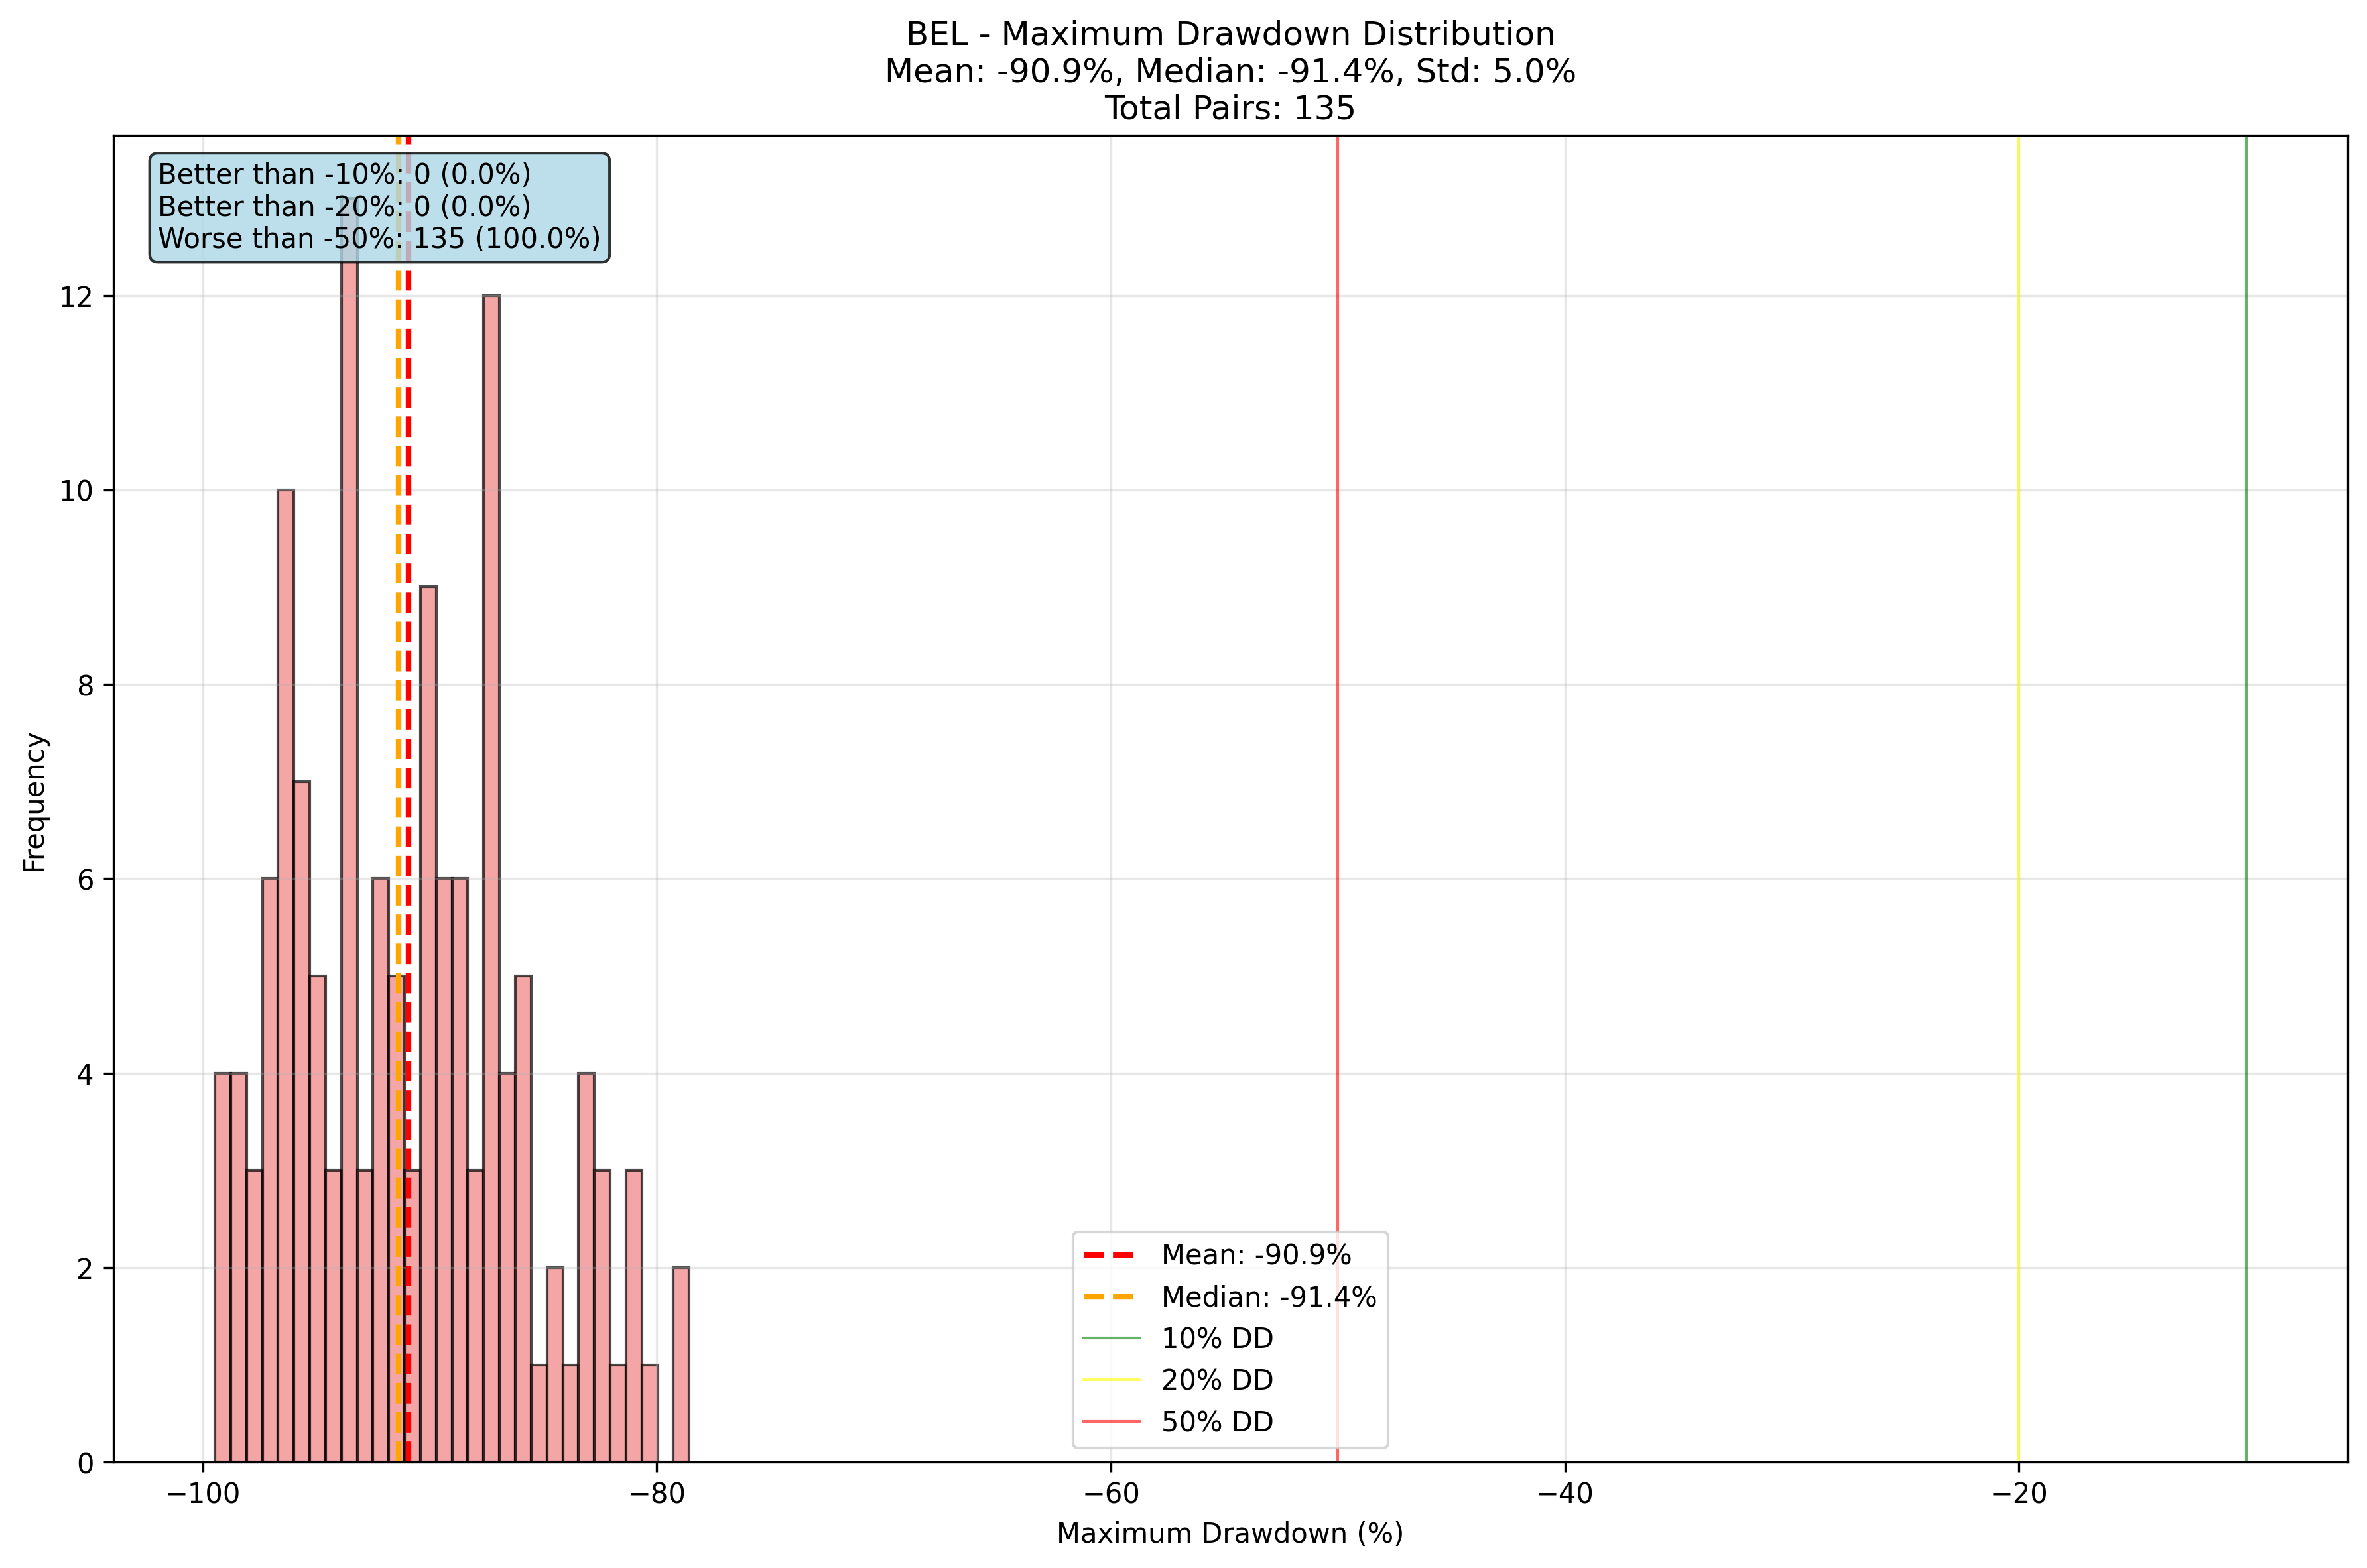 BEL - Maximum Drawdown Distribution
Mean: -90.9%, Median: -91.4%, Std: 5.0%
Total Pairs: 135
Better than -10%: 0 (0.0%)
Better than -20%: 0 (0.0%)
Worse than -50%: 135 (100.0%)
12
10
8
6
4
2
0
Frequency
Mean: -90.9%
Median: -91.4%
10% DD
20% DD
50% DD
−100
−80
−60
−40
−20
Maximum Drawdown (%)